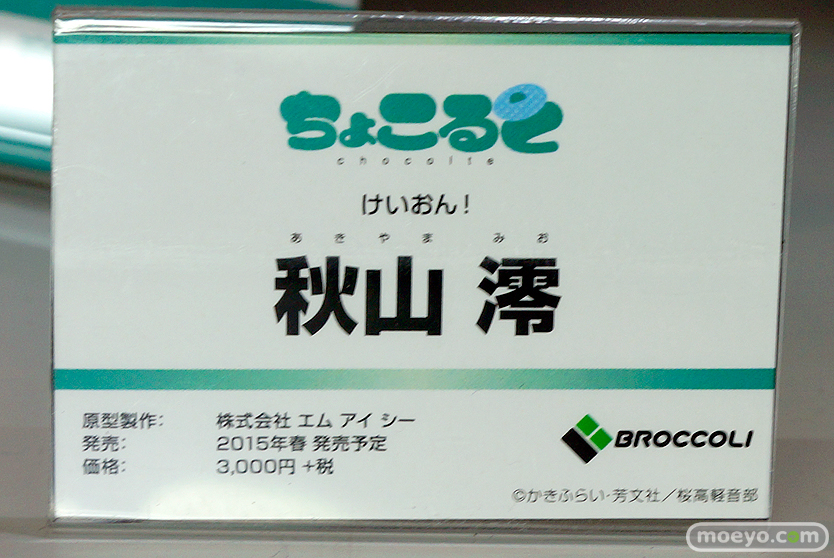 ちょこるて
chocolte
けいおん!
あきやま みお
秋山 澪
原型製作: 株式会社 エム アイ シー
発売: 2015年春 発売予定
価格: 3,000円 +税
BROCCOLI
©かきふらい・芳文社/桜高軽音部
moeyo.com